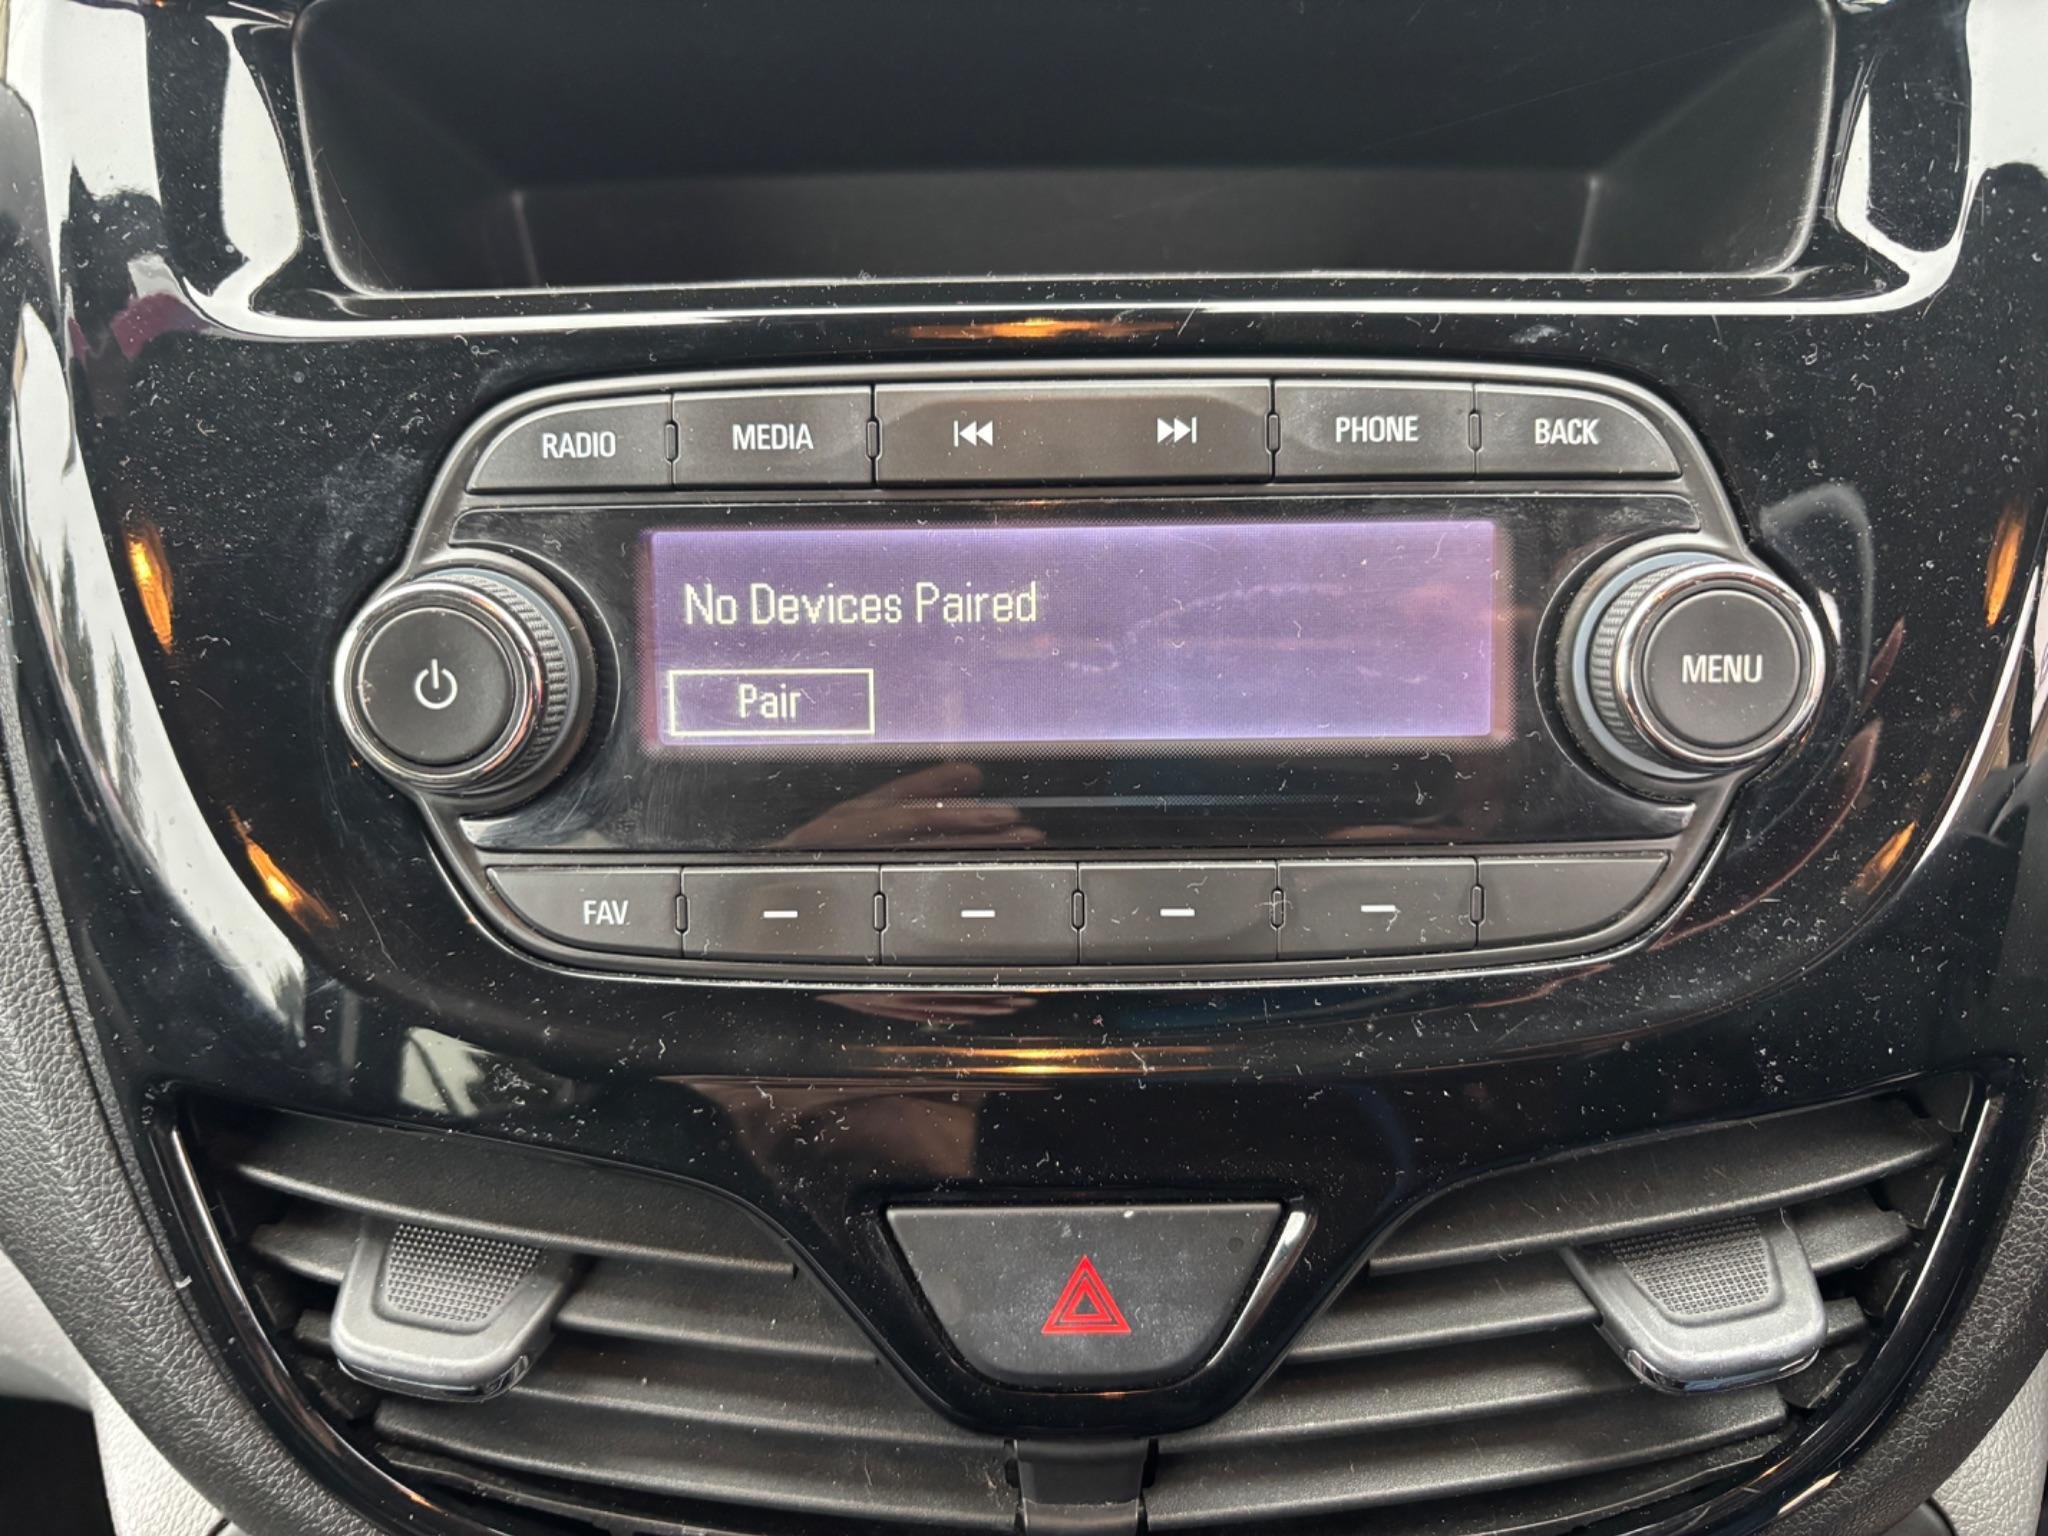 RADIO MEDIA PHONE BACK
No Devices Paired
Pair
MENU
FAV